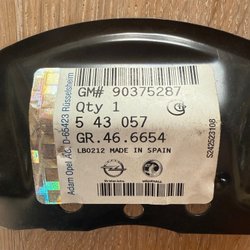 GM# 90375287
Qty 1
5 43 057
GR.46.6654
LB0212 MADE IN SPAIN
Adam Opel AG, D-65423 Rüsselsheim
S242523108